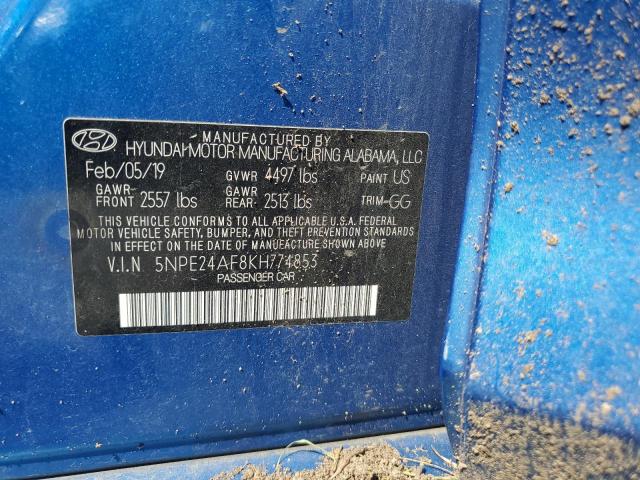 MANUFACTURED BY
HYUNDAI MOTOR MANUFACTURING ALABAMA, LLC
Feb/05/19 GVWR 4497 lbs PAINT US
GAWR FRONT 2557 lbs GAWR REAR 2513 lbs TRIM GG
THIS VEHICLE CONFORMS TO ALL APPLICABLE U.S.A. FEDERAL
MOTOR VEHICLE SAFETY, BUMPER, AND THEFT PREVENTION STANDARDS
IN EFFECT ON THE DATE OF MANUFACTURE SHOWN ABOVE.
V.I.N 5NPE24AF8KH774853
PASSENGER CAR